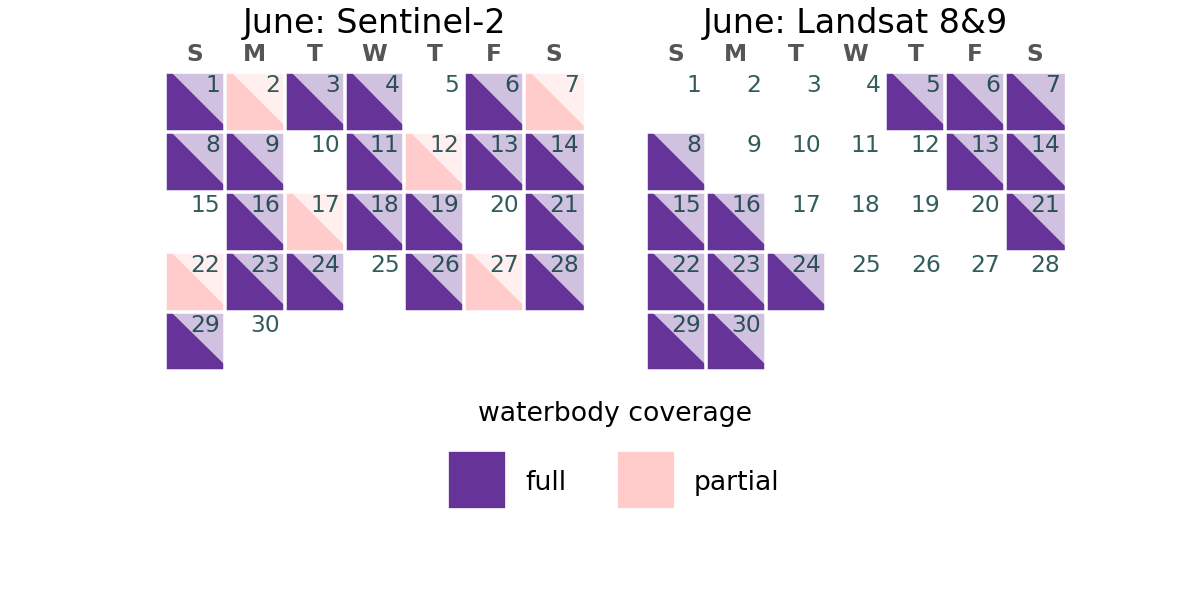 June: Sentinel-2
S M T W T F S
1 2 3 4 5 6 7
8 9 10 11 12 13 14
15 16 17 18 19 20 21
22 23 24 25 26 27 28
29 30
June: Landsat 8&9
S M T W T F S
1 2 3 4 5 6 7
8 9 10 11 12 13 14
15 16 17 18 19 20 21
22 23 24 25 26 27 28
29 30
waterbody coverage
full partial